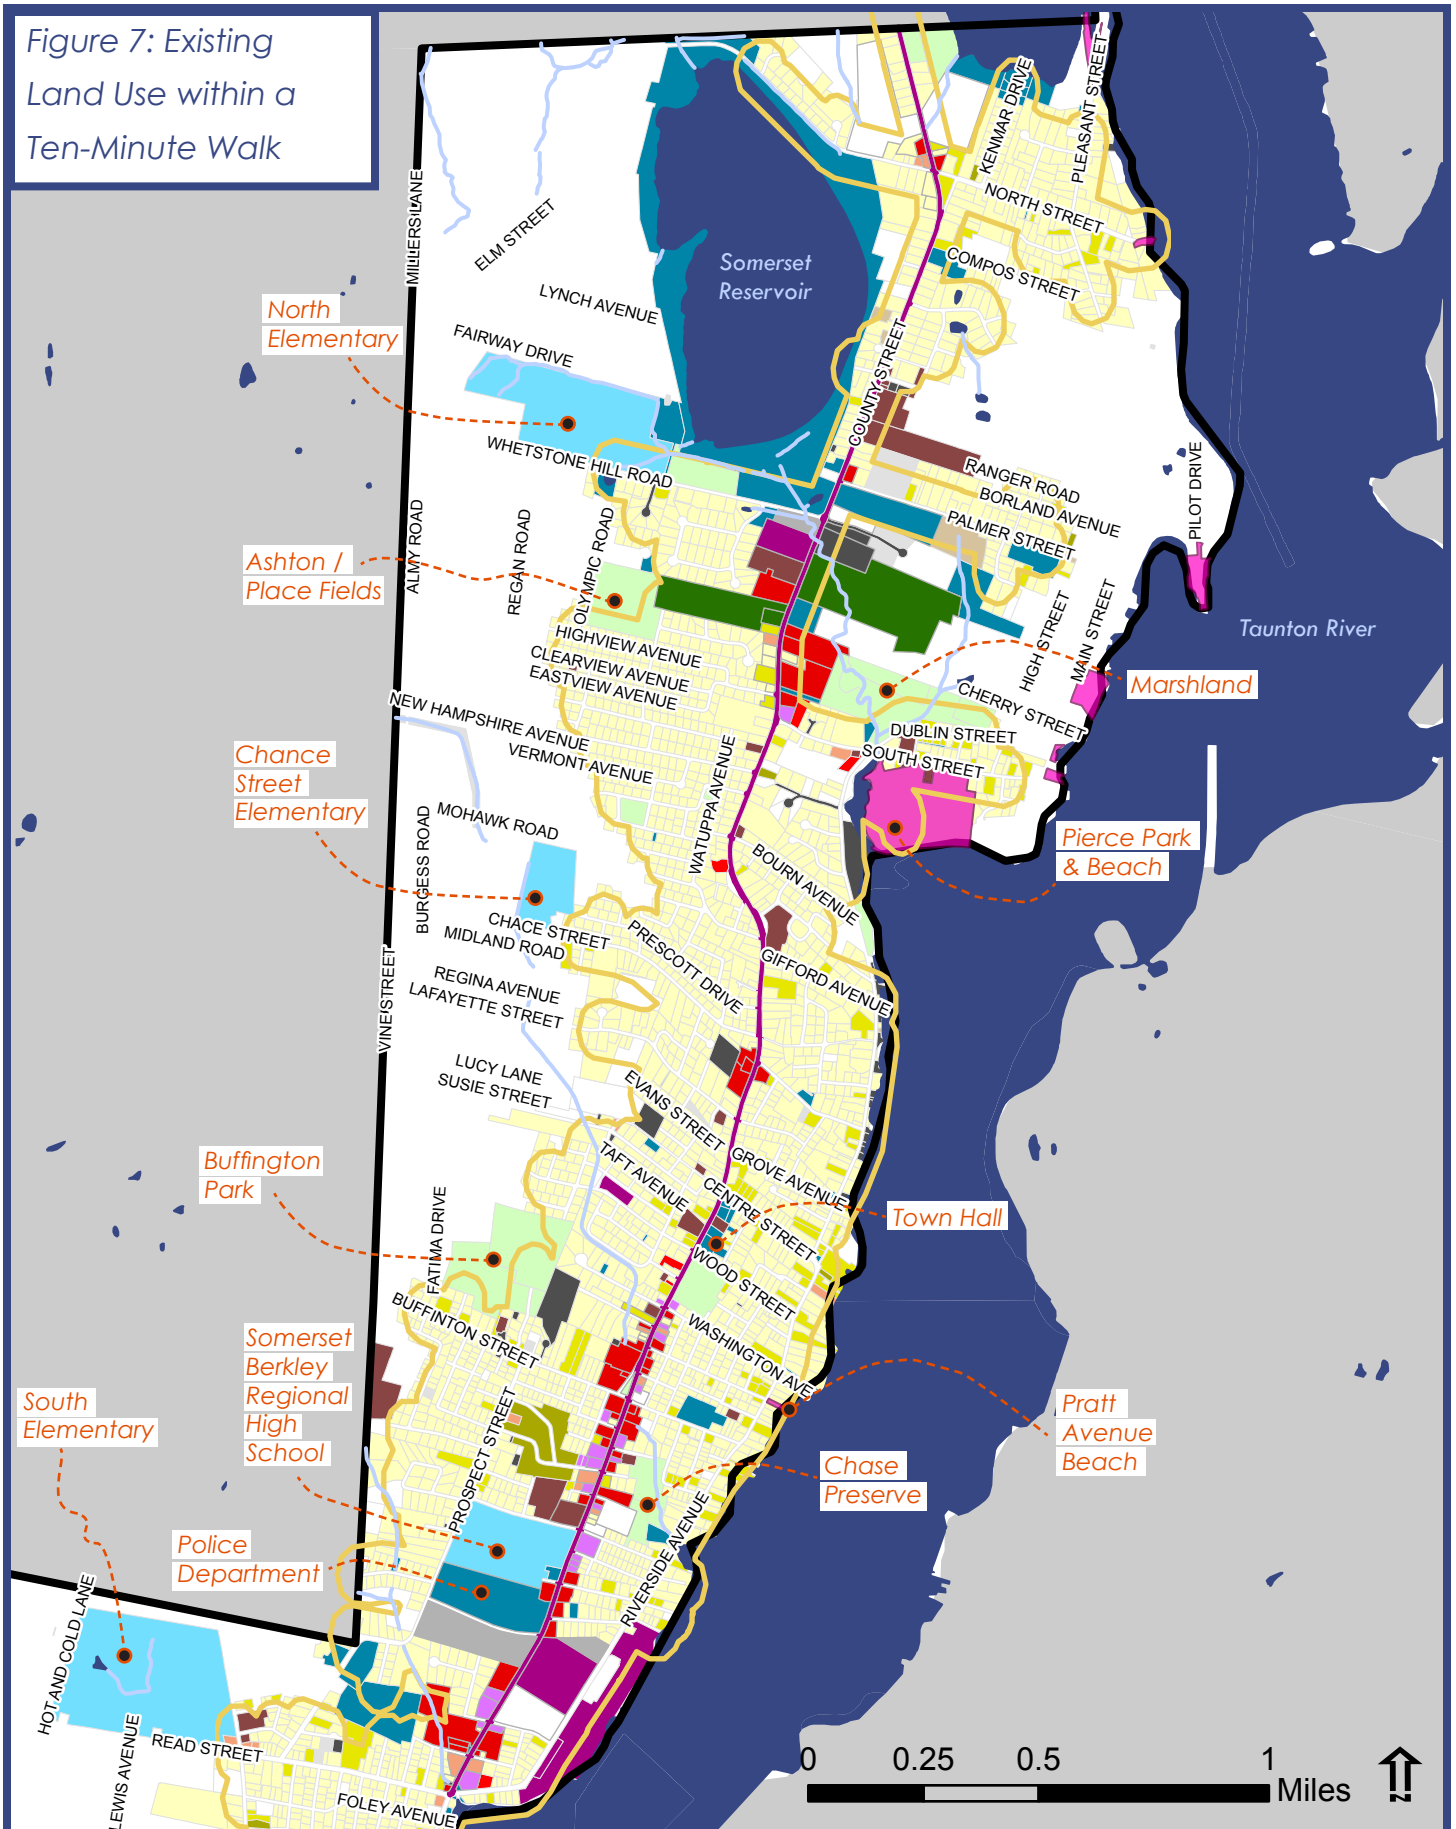 Figure 7: Existing
Land Use within a
Ten-Minute Walk
MILLERS LANE
ELM STREET
LYNCH AVENUE
FAIRWAY DRIVE
Somerset
Reservoir
KENMAR DRIVE
PLEASANT STREET
NORTH STREET
COMPOS STREET
COUNTY STREET
North
Elementary
WHETSTONE HILL ROAD
RANGER ROAD
BORLAND AVENUE
PALMER STREET
PILOT DRIVE
ALMY ROAD
REGAN ROAD
OLYMPIC ROAD
Ashton /
Place Fields
HIGHVIEW AVENUE
CLEARVIEW AVENUE
EASTVIEW AVENUE
HIGH STREET
MAIN STREET
Taunton River
Marshland
CHERRY STREET
NEW HAMPSHIRE AVENUE
VERMONT AVENUE
DUBLIN STREET
SOUTH STREET
Chance
Street
Elementary
WATUPPA AVENUE
MOHAWK ROAD
BURGESS ROAD
BOURN AVENUE
Pierce Park
& Beach
CHACE STREET
MIDLAND ROAD
PRESCOTT DRIVE
GIFFORD AVENUE
REGINA AVENUE
LAFAYETTE STREET
VINE STREET
LUCY LANE
SUSIE STREET
EVANS STREET
GROVE AVENUE
TAFT AVENUE
CENTRE STREET
Buffington
Park
FATIMA DRIVE
Town Hall
WOOD STREET
BUFFINTON STREET
WASHINGTON AVE
Somerset
Berkley
Regional
High
School
South
Elementary
PROSPECT STREET
Pratt
Avenue
Beach
Chase
Preserve
RIVERSIDE AVENUE
Police
Department
HOT AND COLD LANE
LEWIS AVENUE
READ STREET
FOLEY AVENUE
0 0.25 0.5 1
Miles
N